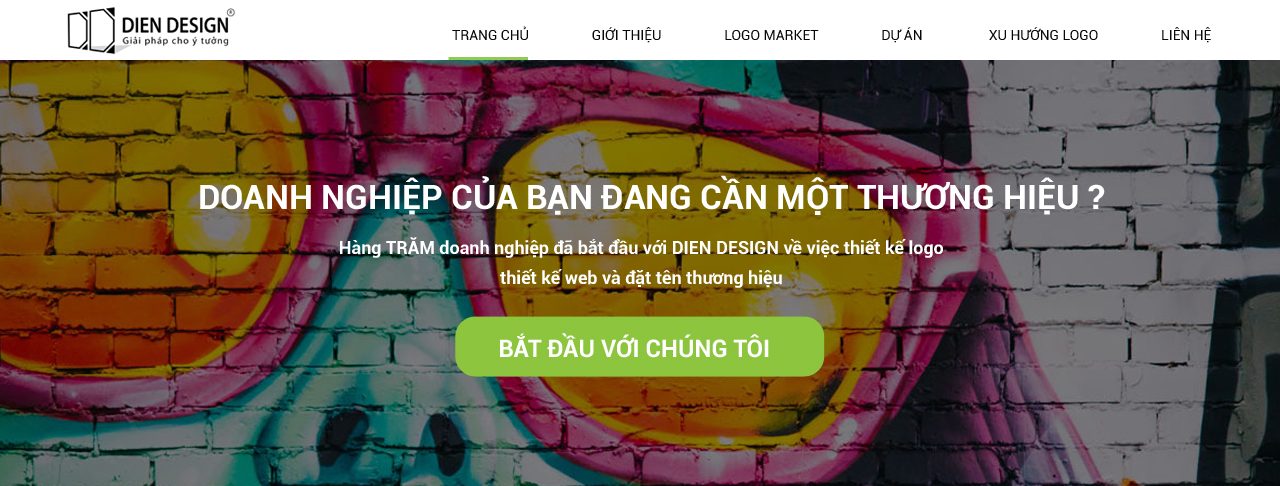 DIEN DESIGN ®
Giải pháp cho ý tưởng
TRANG CHỦ
GIỚI THIỆU
LOGO MARKET
DỰ ÁN
XU HƯỚNG LOGO
LIÊN HỆ
DOANH NGHIỆP CỦA BẠN ĐANG CẦN MỘT THƯƠNG HIỆU ?
Hàng TRĂM doanh nghiệp đã bắt đầu với DIEN DESIGN về việc thiết kế logo
thiết kế web và đặt tên thương hiệu
BẮT ĐẦU VỚI CHÚNG TÔI